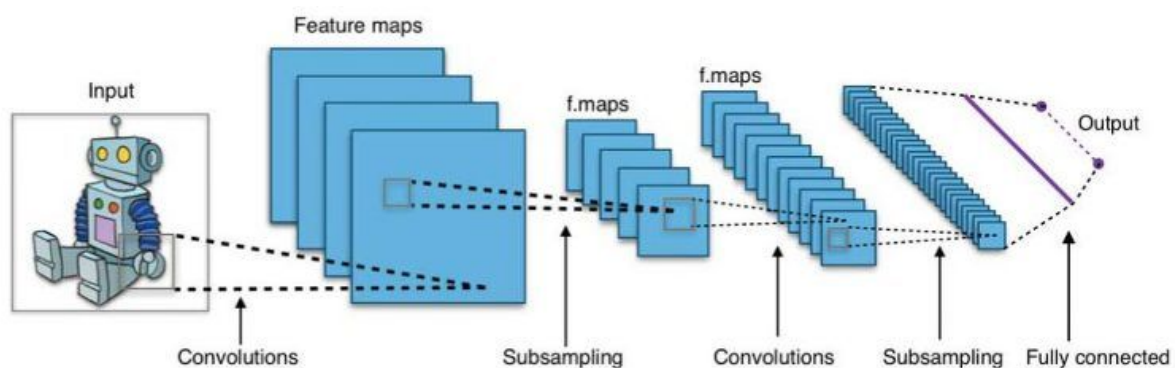 Feature maps
f.maps
Input
f.maps
Output
Convolutions
Subsampling
Convolutions
Subsampling
Fully connected